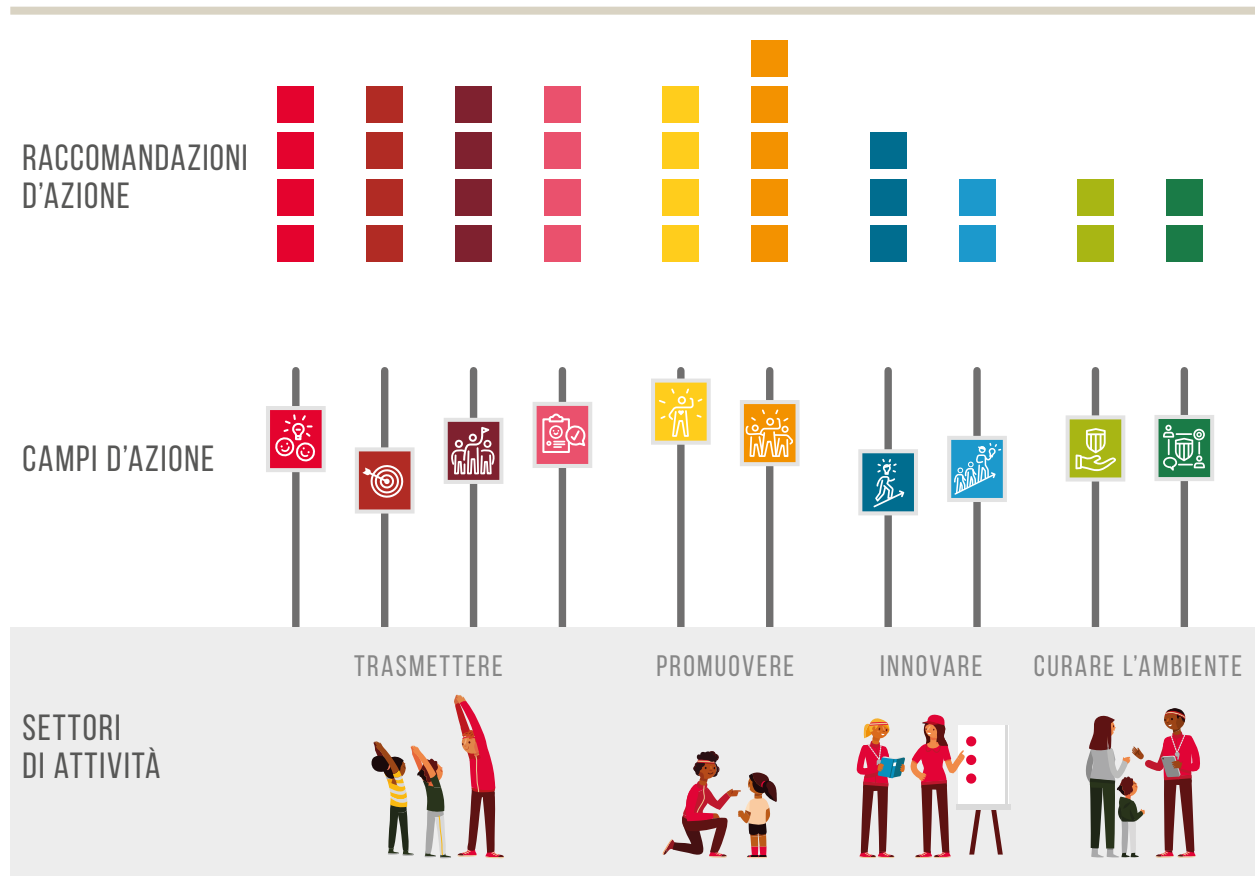 RACCOMANDAZIONI
D'AZIONE
CAMPI D'AZIONE
TRASMETTERE
PROMUOVERE
INNOVARE
CURARE L'AMBIENTE
SETTORI
DI ATTIVITÀ